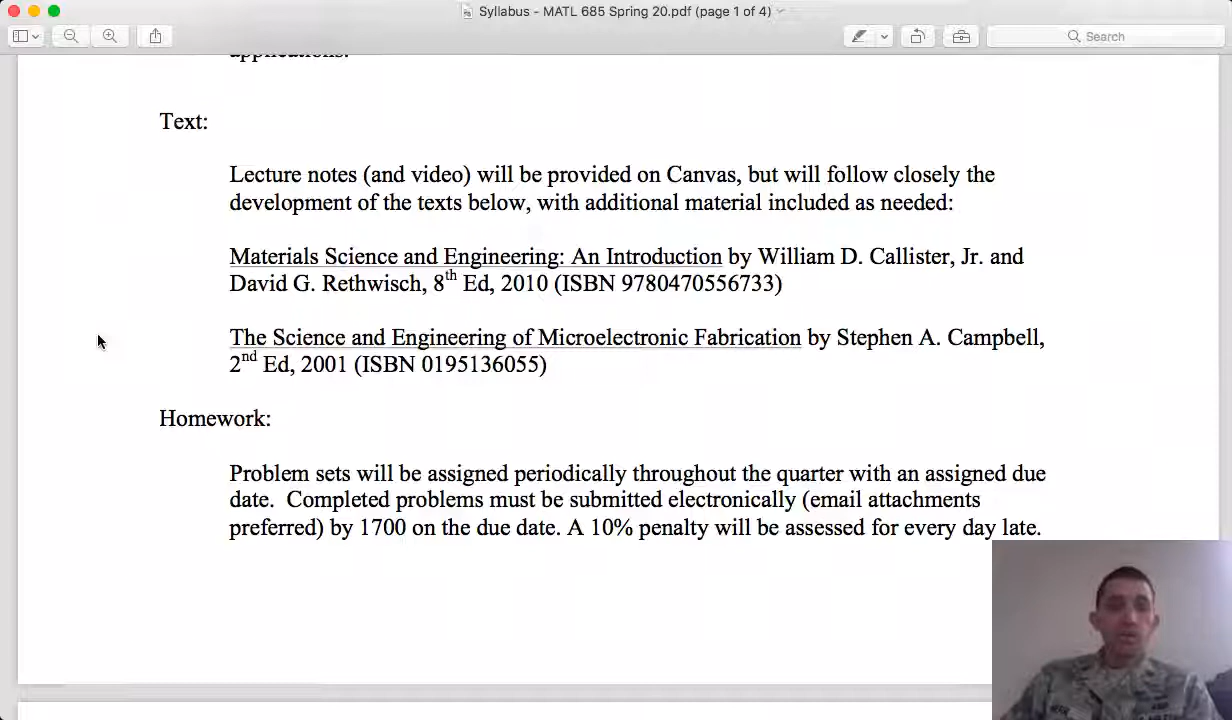 Syllabus - MATL 685 Spring 20.pdf (page 1 of 4)
Search
applications.
Text:
Lecture notes (and video) will be provided on Canvas, but will follow closely the
development of the texts below, with additional material included as needed:
Materials Science and Engineering: An Introduction by William D. Callister, Jr. and
David G. Rethwisch, 8th Ed, 2010 (ISBN 9780470556733)
The Science and Engineering of Microelectronic Fabrication by Stephen A. Campbell,
2nd Ed, 2001 (ISBN 0195136055)
Homework:
Problem sets will be assigned periodically throughout the quarter with an assigned due
date.  Completed problems must be submitted electronically (email attachments
preferred) by 1700 on the due date. A 10% penalty will be assessed for every day late.